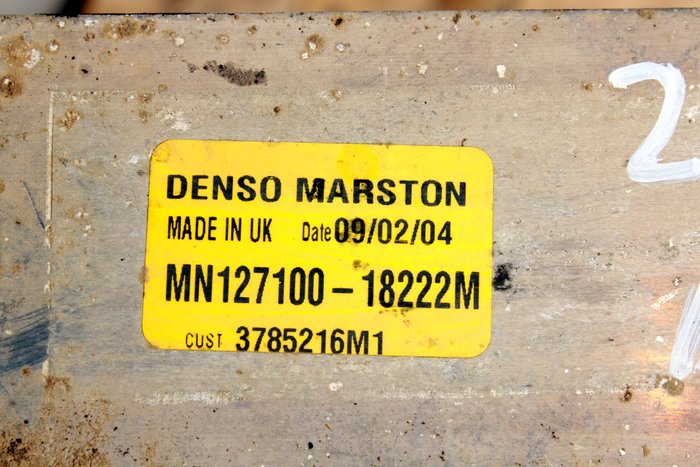 DENSO MARSTON
MADE IN UK Date 09/02/04
MN127100-18222M
CUST 3785216M1
2